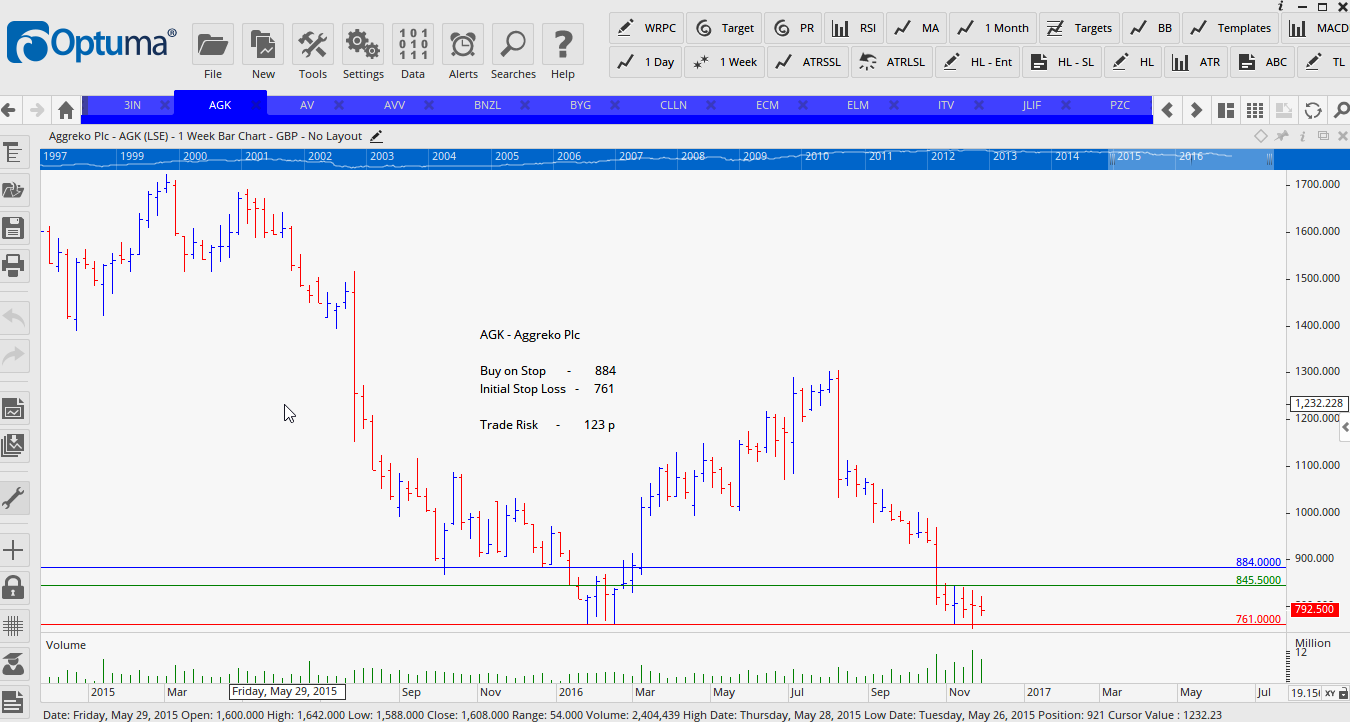 Optuma®
File New Tools Settings Data Alerts Searches Help
WRPC Target PR RSI MA 1 Month Targets BB Templates MACD
1 Day 1 Week ATRSSL ATRLSL HL - Ent HL - SL HL ATR ABC TL
3IN AGK AV AVV BNZL BYG CLLN ECM ELM ITV JLIF PZC
Aggreko Plc - AGK (LSE) - 1 Week Bar Chart - GBP - No Layout
1997 1999 2000 2001 2002 2003 2004 2005 2006 2007 2008 2009 2010 2011 2012 2013 2014 2015 2016
1700.000
1600.000
1500.000
1400.000
AGK - Aggreko Plc
1300.000
Buy on Stop - 884
Initial Stop Loss - 761
1,232.228
1200.000
Trade Risk - 123 p
1100.000
1000.000
900.000
884.0000
845.5000
792.500
761.0000
Volume
Million
12
2015 Mar Friday, May 29, 2015 Sep Nov 2016 Mar May Jul Sep Nov 2017 Mar May Jul
XY
Date: Friday, May 29, 2015 Open: 1,600.000 High: 1,642.000 Low: 1,588.000 Close: 1,608.000 Range: 54.000 Volume: 2,404,439 High Date: Thursday, May 28, 2015 Low Date: Tuesday, May 26, 2015 Position: 921 Cursor Value : 1232.23